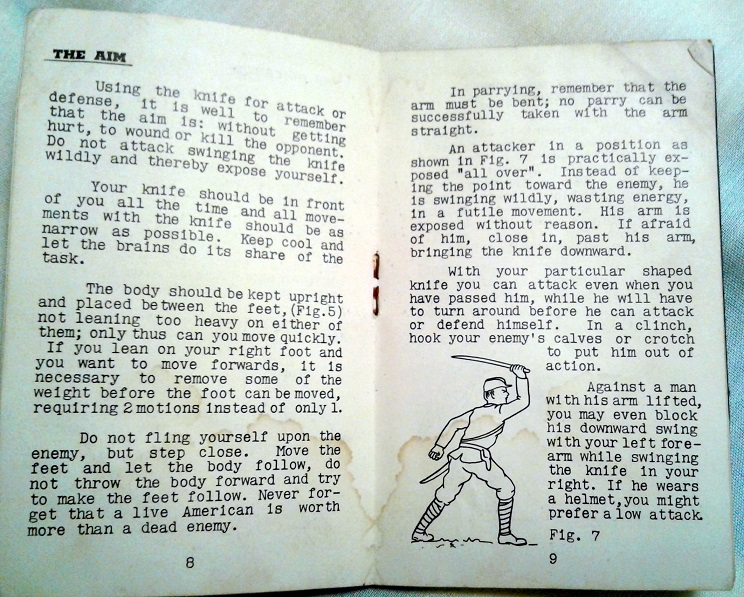 THE AIM
Using the knife for attack or
defense, it is well to remember
that the aim is: without getting
hurt, to wound or kill the opponent.
Do not attack swinging the knife
wildly and thereby expose yourself.
Your knife should be in front
of you all the time and all move-
ments with the knife should be as
narrow as possible. Keep cool and
let the brains do its share of the
task.
The body should be kept upright
and placed between the feet,(Fig.5)
not leaning too heavy on either of
them; only thus can you move quickly.
If you lean on your right foot and
you want to move forwards, it is
necessary to remove some of the
weight before the foot can be moved,
requiring 2 motions instead of only 1.
Do not fling yourself upon the
enemy, but step close. Move the
feet and let the body follow, do
not throw the body forward and try
to make the feet follow. Never for-
get that a live American is worth
more than a dead enemy.
8
In parrying, remember that the
arm must be bent; no parry can be
successfully taken with the arm
straight.
An attacker in a position as
shown in Fig. 7 is practically ex-
posed "all over". Instead of keep-
ing the point toward the enemy, he
is swinging wildly, wasting energy,
in a futile movement. His arm is
exposed without reason. If afraid
of him, close in, past his arm,
bringing the knife downward.
With your particular shaped
knife you can attack even when you
have passed him, while he will have
to turn around before he can attack
or defend himself. In a clinch,
hook your enemy's calves or crotch
to put him out of
action.
Against a man
with his arm lifted,
you may even block
his downward swing
with your left fore-
arm while swinging
the knife in your
right. If he wears
a helmet,you might
prefer a low attack.
Fig. 7
9